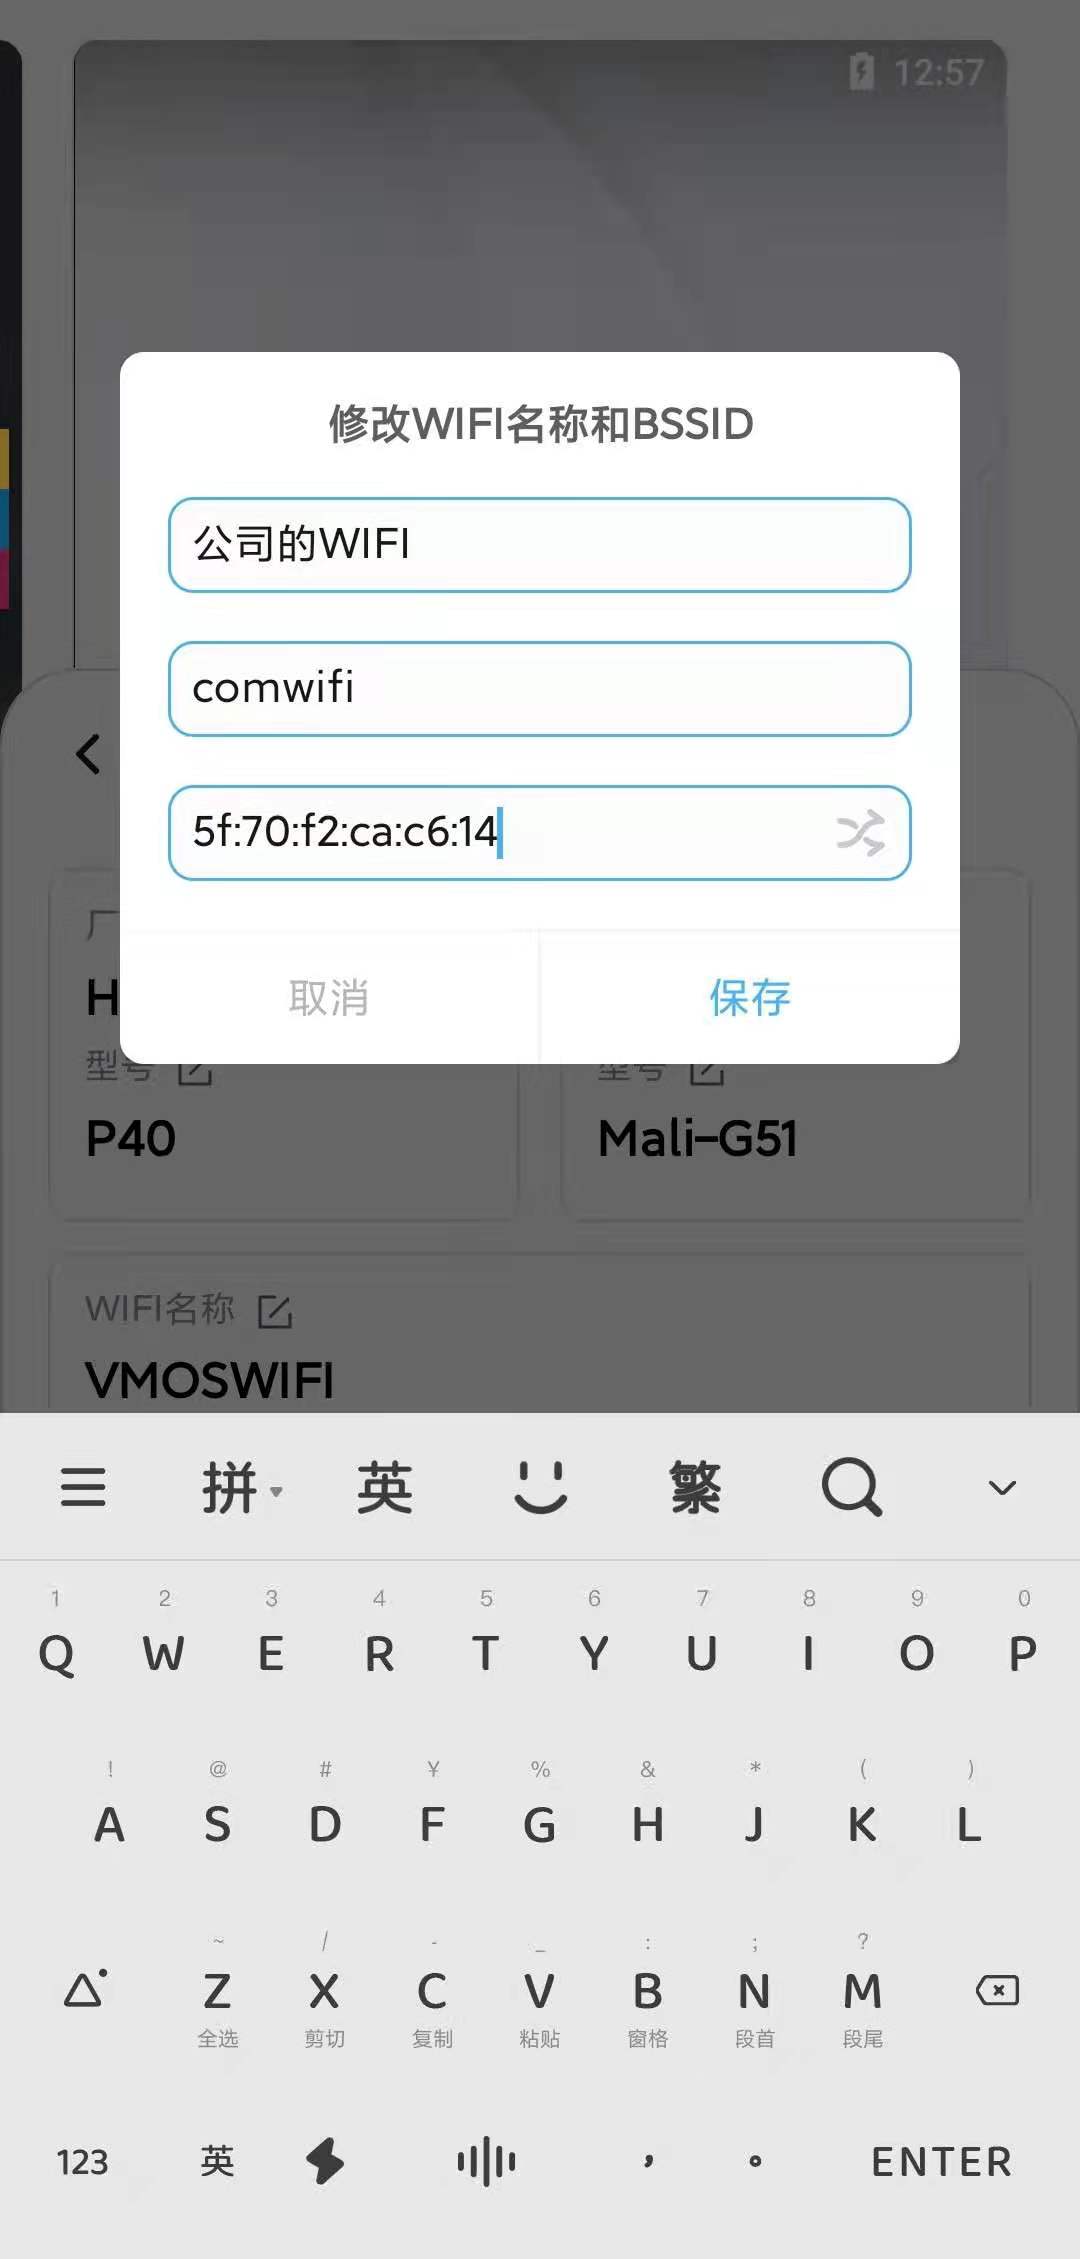 12:57
修改WIFI名称和BSSID
公司的WIFI
comwifi
5f:70:f2:ca:c6:14
取消
保存
型号
型号
P40
Mali-G51
WIFI名称
VMOSWIFI
拼 英 繁
1 2 3 4 5 6 7 8 9 0
Q W E R T Y U I O P
! @ # ¥ % & * ( )
A S D F G H J K L
~ / - _ : ; ?
Z X C V B N M
全选 剪切 复制 粘贴 窗格 段首 段尾
123 英 , 。 ENTER